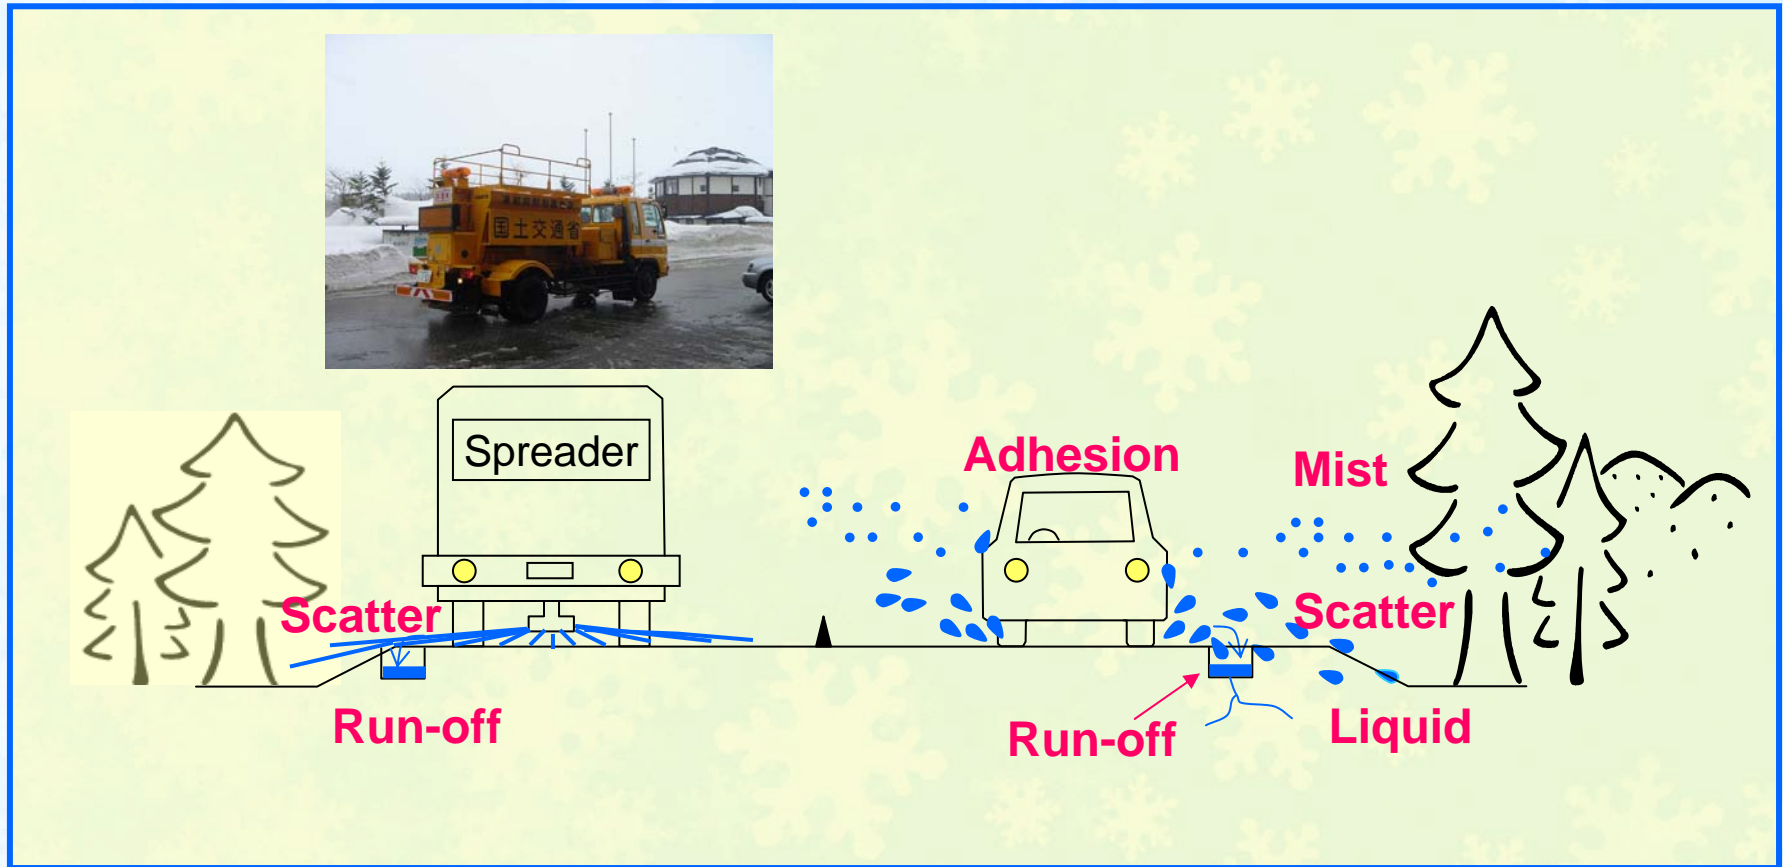 国土交通省
Spreader
Adhesion
Mist
Scatter
Scatter
Run-off
Run-off
Liquid